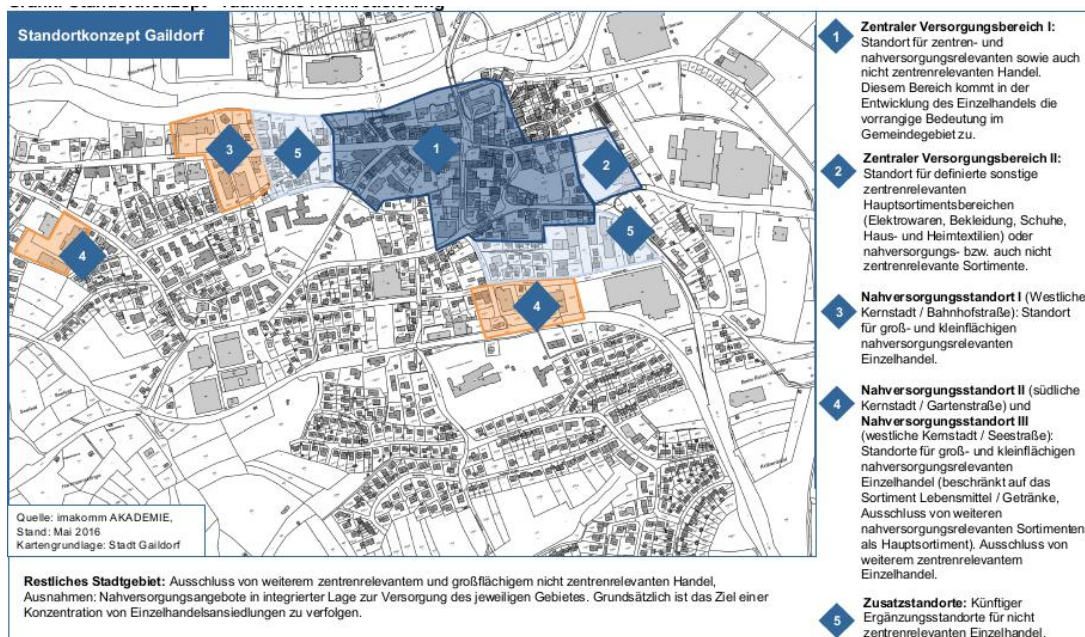 Standortkonzept Gaildorf
1
2
3
4
4
5
5
Quelle: imakomm AKADEMIE,
Stand: Mai 2016
Kartengrundlage: Stadt Gaildorf
1
Zentraler Versorgungsbereich I:
Standort für zentren- und
nahversorgungsrelevanten sowie auch
nicht zentrenrelevanten Handel.
Diesem Bereich kommt in der
Entwicklung des Einzelhandels die
vorrangige Bedeutung im
Gemeindegebiet zu.
2
Zentraler Versorgungsbereich II:
Standort für definierte sonstige
zentrenrelevanten
Hauptsortimentsbereichen
(Elektrowaren, Bekleidung, Schuhe,
Haus- und Heimtextilien) oder
nahversorgungs- bzw. auch nicht
zentrenrelevante Sortimente.
3
Nahversorgungsstandort I (Westliche
Kernstadt / Bahnhofstraße): Standort
für groß- und kleinflächigen
nahversorgungsrelevanten
Einzelhandel.
4
Nahversorgungsstandort II (südliche
Kernstadt / Gartenstraße) und
Nahversorgungsstandort III
(westliche Kernstadt / Seestraße):
Standorte für groß- und kleinflächigen
nahversorgungsrelevanten
Einzelhandel (beschränkt auf das
Sortiment Lebensmittel / Getränke,
Ausschluss von weiteren
nahversorgungsrelevanten Sortimenten
als Hauptsortiment). Ausschluss von
weiterem zentrenrelevantem
Einzelhandel.
5
Zusatzstandorte: Künftiger
Ergänzungsstandorte für nicht
zentrenrelevanten Einzelhandel.
Restliches Stadtgebiet: Ausschluss von weiterem zentrenrelevantem und großflächigem nicht zentrenrelevanten Handel,
Ausnahmen: Nahversorgungsangebote in integrierter Lage zur Versorgung des jeweiligen Gebietes. Grundsätzlich ist das Ziel einer
Konzentration von Einzelhandelsansiedlungen zu verfolgen.